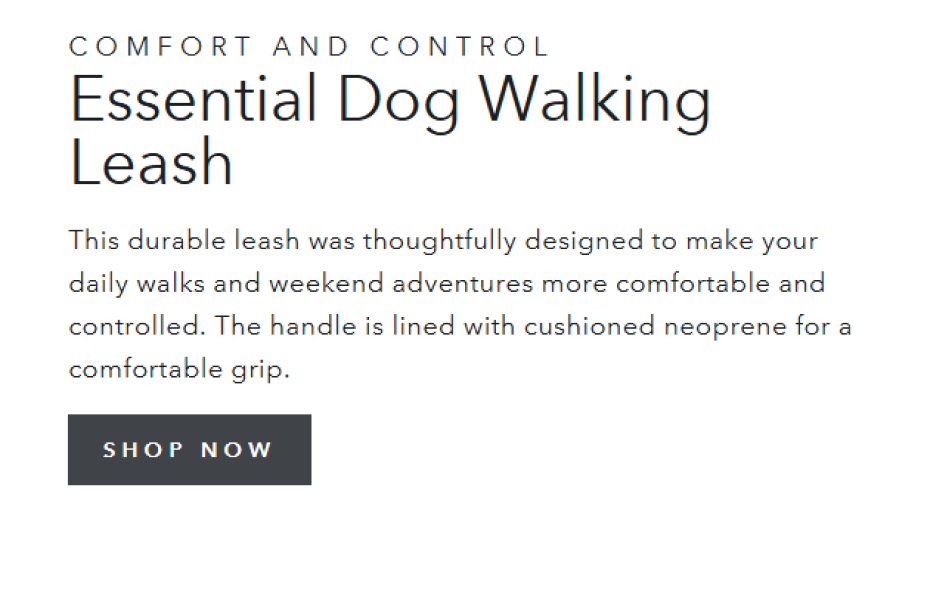 COMFORT AND CONTROL
Essential Dog Walking
Leash
This durable leash was thoughtfully designed to make your
daily walks and weekend adventures more comfortable and
controlled. The handle is lined with cushioned neoprene for a
comfortable grip.
SHOP NOW